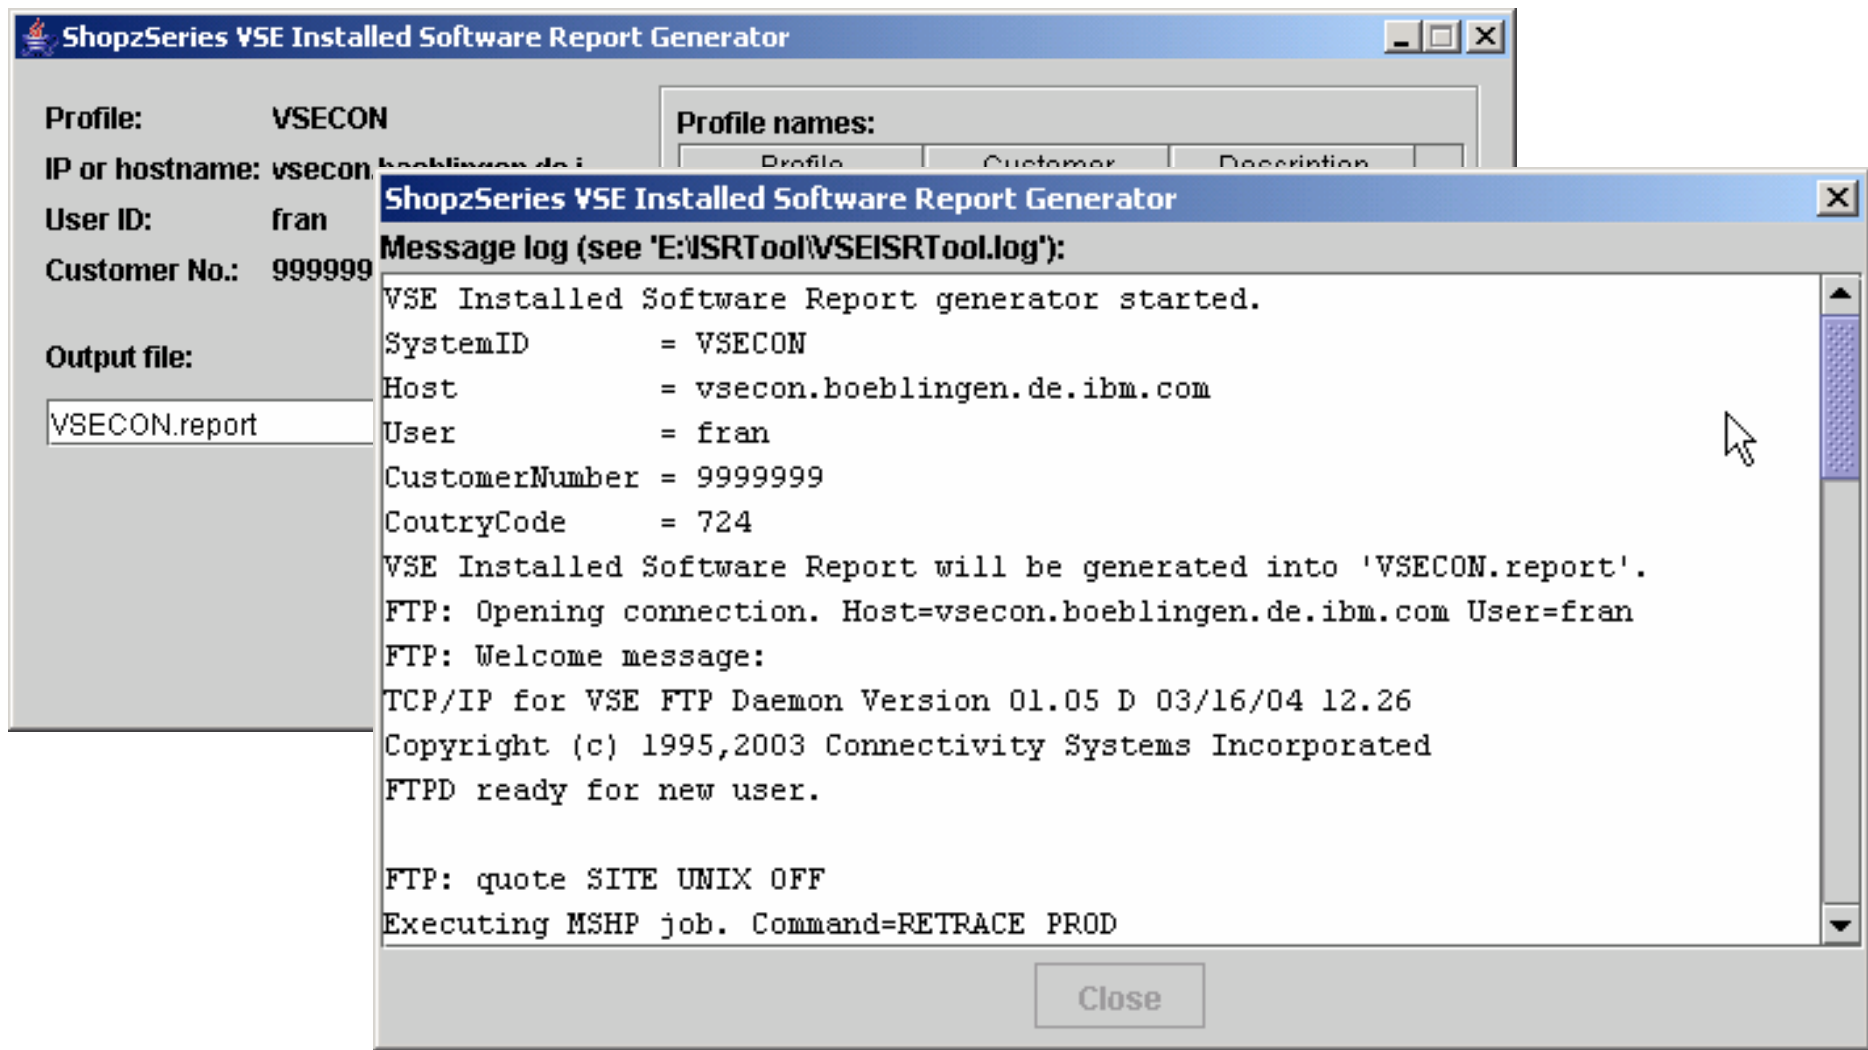 ShopzSeries VSE Installed Software Report Generator
Profile: VSECON
IP or hostname: vsecon.boeblingen.de.i
User ID: fran
Customer No.: 999999
Output file:
VSECON.report
Profile names:
Profile Customer Description
ShopzSeries VSE Installed Software Report Generator
Message log (see 'E:\ISRTool\VSEISRTool.log'):
VSE Installed Software Report generator started.
SystemID = VSECON
Host = vsecon.boeblingen.de.ibm.com
User = fran
CustomerNumber = 9999999
CoutryCode = 724
VSE Installed Software Report will be generated into 'VSECON.report'.
FTP: Opening connection. Host=vsecon.boeblingen.de.ibm.com User=fran
FTP: Welcome message:
TCP/IP for VSE FTP Daemon Version 01.05 D 03/16/04 12.26
Copyright (c) 1995,2003 Connectivity Systems Incorporated
FTPD ready for new user.
FTP: quote SITE UNIX OFF
Executing MSHP job. Command=RETRACE PROD
Close